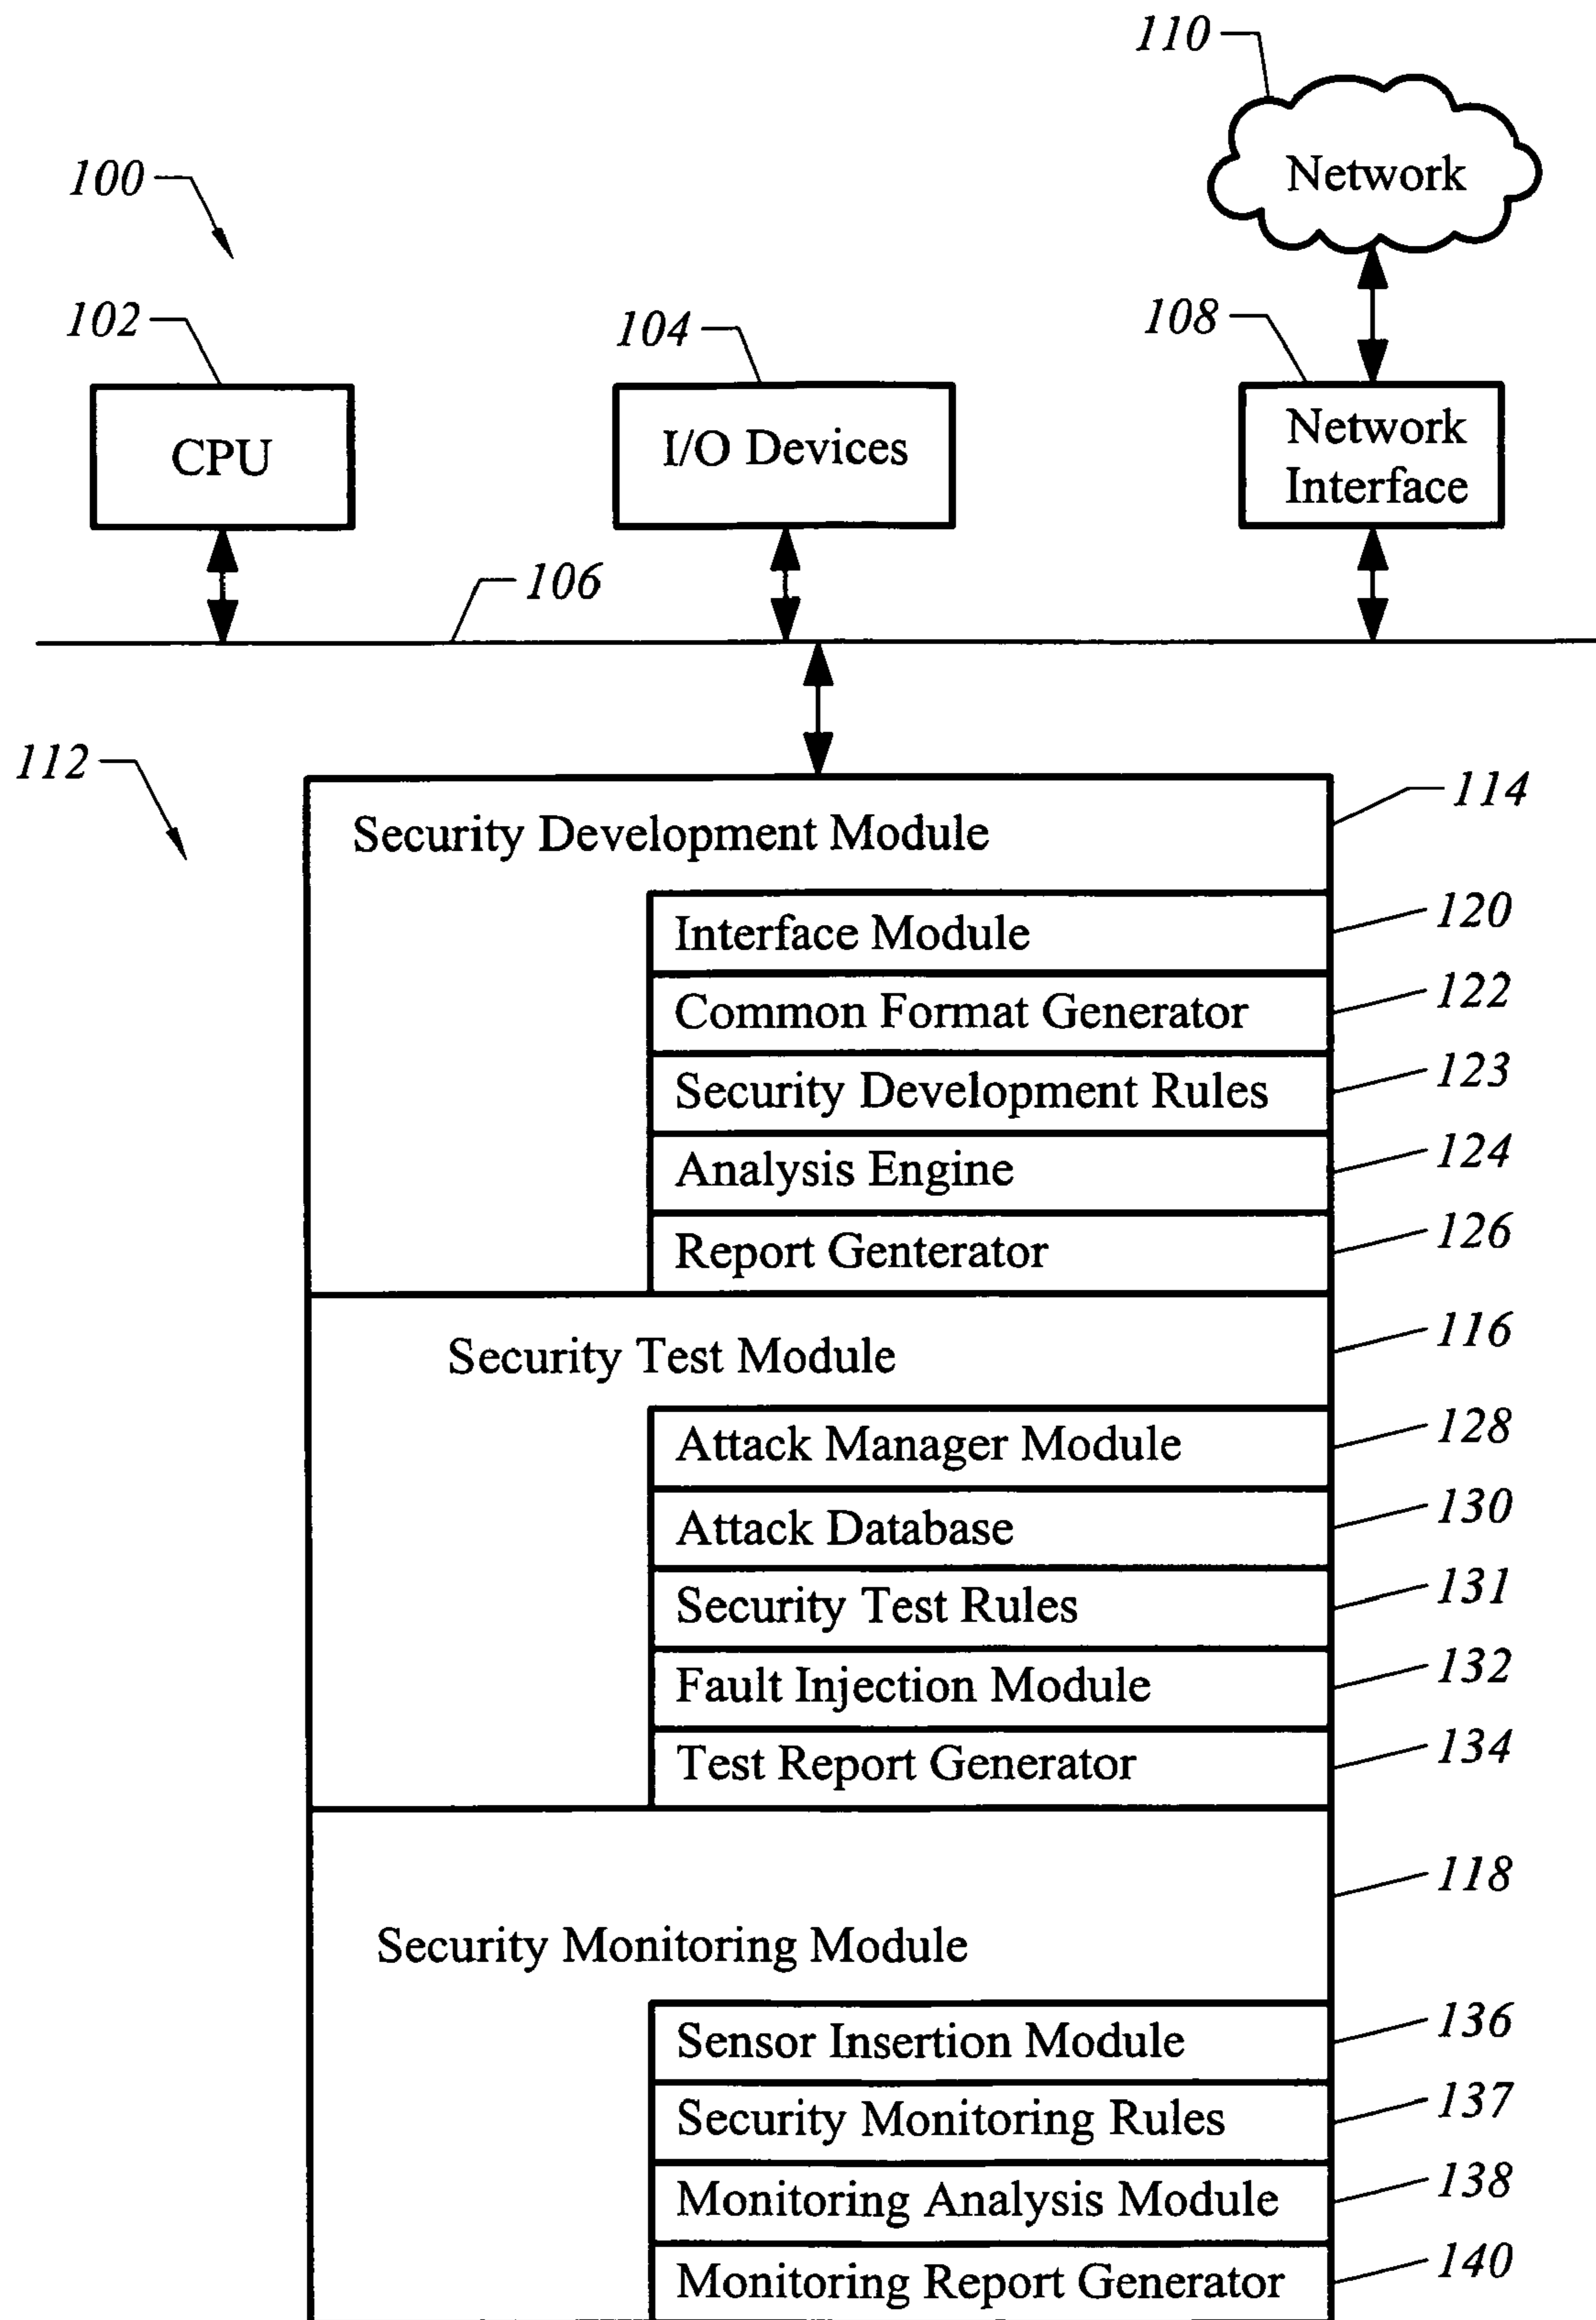 110
Network
100
102
104
108
CPU
I/O Devices
Network
Interface
106
112
114
Security Development Module
120
Interface Module
122
Common Format Generator
123
Security Development Rules
124
Analysis Engine
126
Report Genterator
116
Security Test Module
128
Attack Manager Module
130
Attack Database
131
Security Test Rules
132
Fault Injection Module
134
Test Report Generator
118
Security Monitoring Module
136
Sensor Insertion Module
137
Security Monitoring Rules
138
Monitoring Analysis Module
140
Monitoring Report Generator